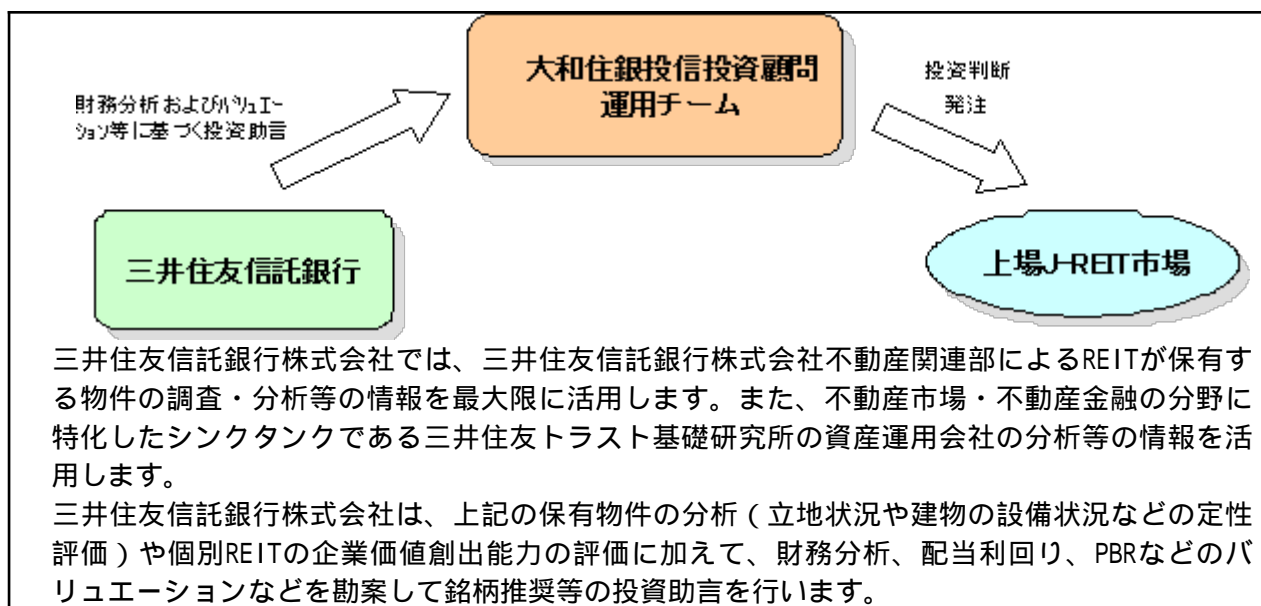 大和住銀投信投資顧問
運用チーム
投資判断
発注
財務分析およびバリュエー
ション等に基づく投資助言
三井住友信託銀行
上場J-REIT市場
三井住友信託銀行株式会社では、三井住友信託銀行株式会社不動産関連部によるREITが保有す
る物件の調査・分析等の情報を最大限に活用します。また、不動産市場・不動産金融の分野に
特化したシンクタンクである三井住友トラスト基礎研究所の資産運用会社の分析等の情報を活
用します。
三井住友信託銀行株式会社は、上記の保有物件の分析(立地状況や建物の設備状況などの定性
評価)や個別REITの企業価値創出能力の評価に加えて、財務分析、配当利回り、PBRなどのバ
リュエーションなどを勘案して銘柄推奨等の投資助言を行います。